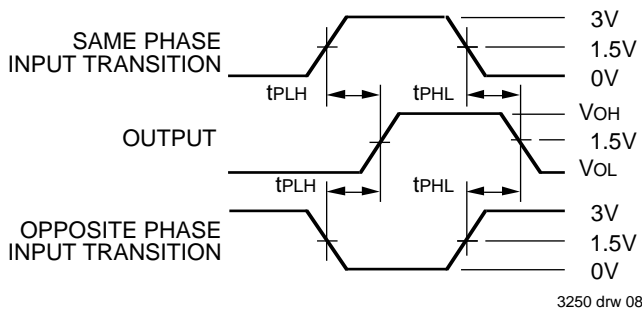 3V
SAME PHASE
INPUT TRANSITION
1.5V
0V
tPLH
tPHL
VOH
OUTPUT
1.5V
VOL
tPLH
tPHL
3V
OPPOSITE PHASE
INPUT TRANSITION
1.5V
0V
3250 drw 08